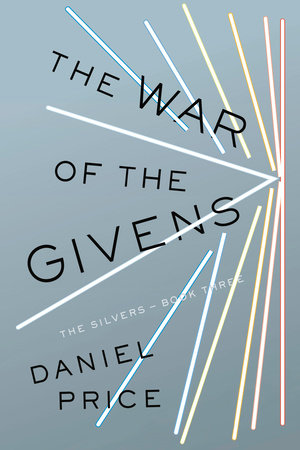 THE WAR
OF THE
GIVENS
THE SILVERS – BOOK THREE
DANIEL
PRICE